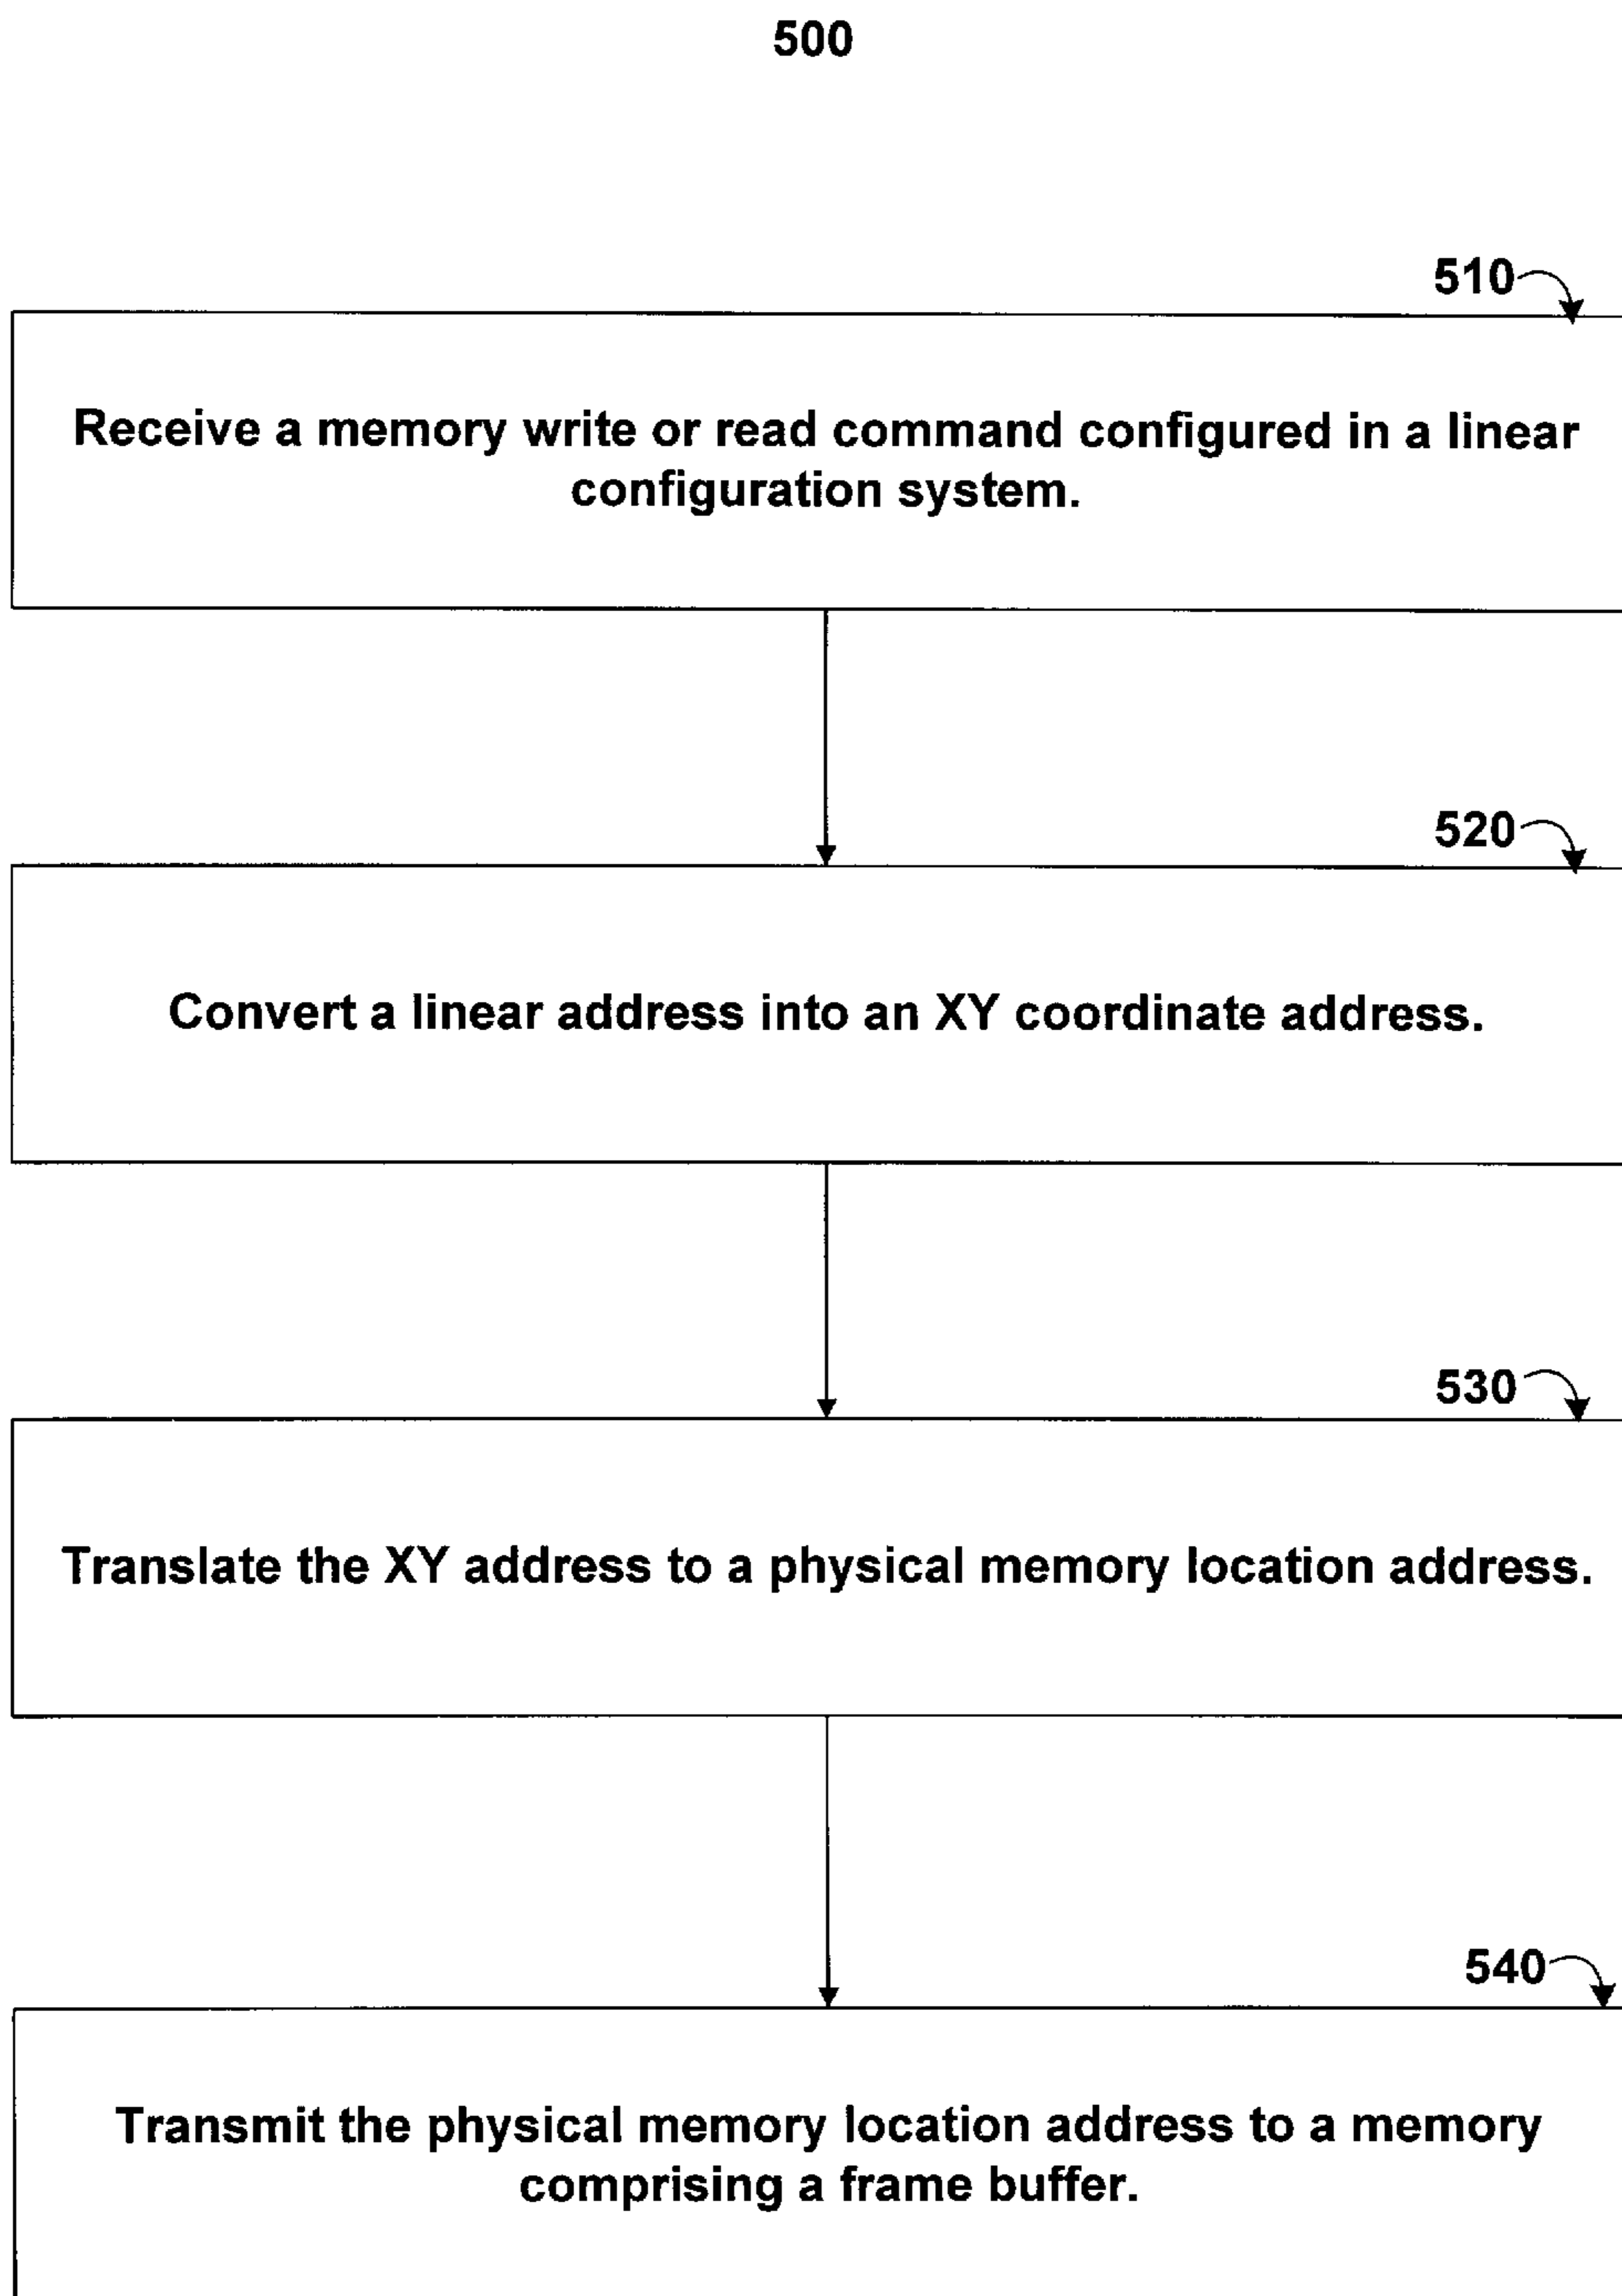 500
510
Receive a memory write or read command configured in a linear
configuration system.
520
Convert a linear address into an XY coordinate address.
530
Translate the XY address to a physical memory location address.
540
Transmit the physical memory location address to a memory
comprising a frame buffer.